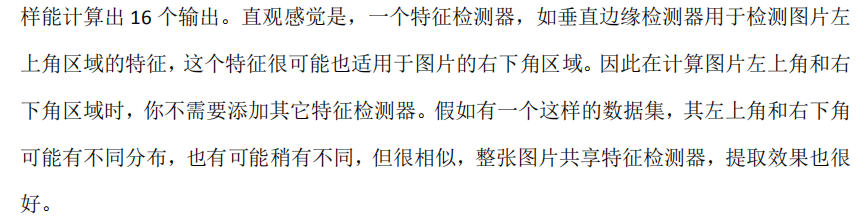 样能计算出 16 个输出。直观感觉是，一个特征检测器，如垂直边缘检测器用于检测图片左
上角区域的特征，这个特征很可能也适用于图片的右下角区域。因此在计算图片左上角和右
下角区域时，你不需要添加其它特征检测器。假如有一个这样的数据集，其左上角和右下角
可能有不同分布，也有可能稍有不同，但很相似，整张图片共享特征检测器，提取效果也很
好。